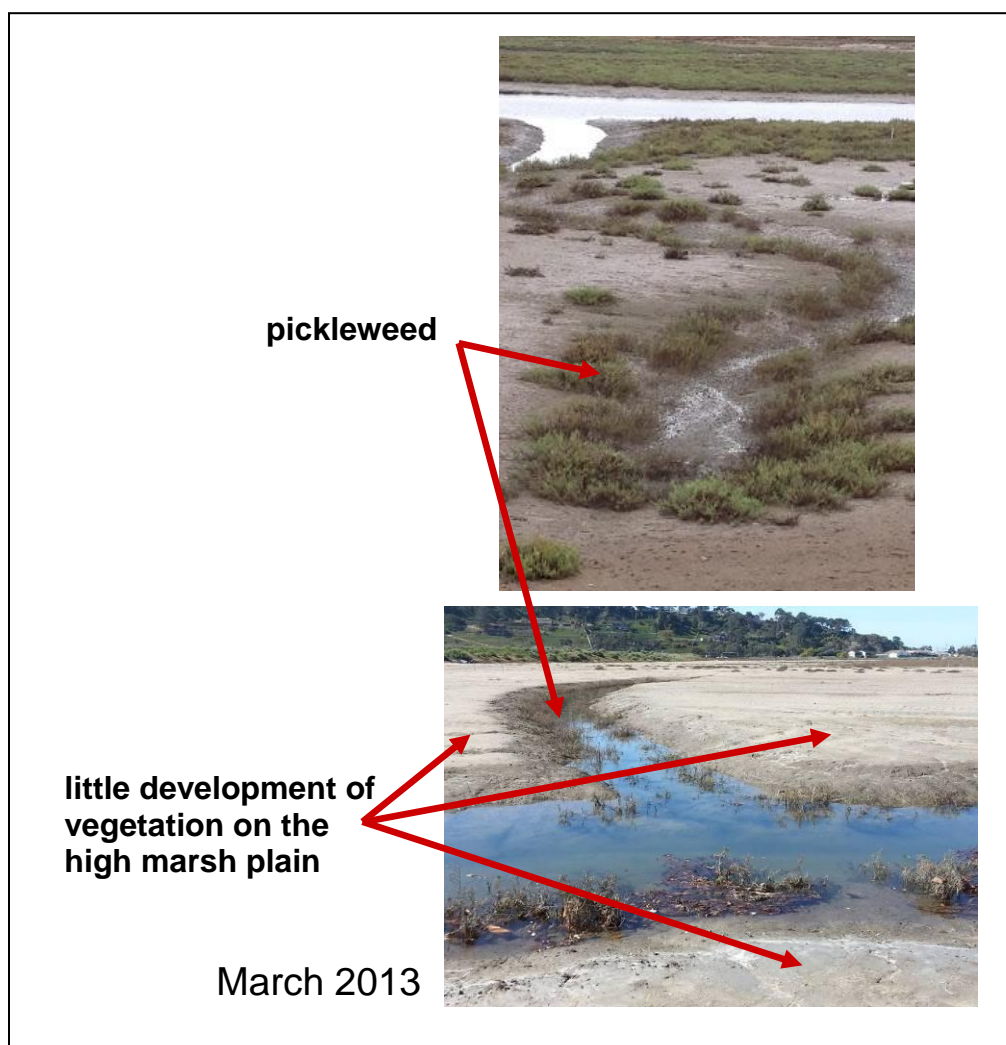 pickleweed
little development of
vegetation on the
high marsh plain
March 2013